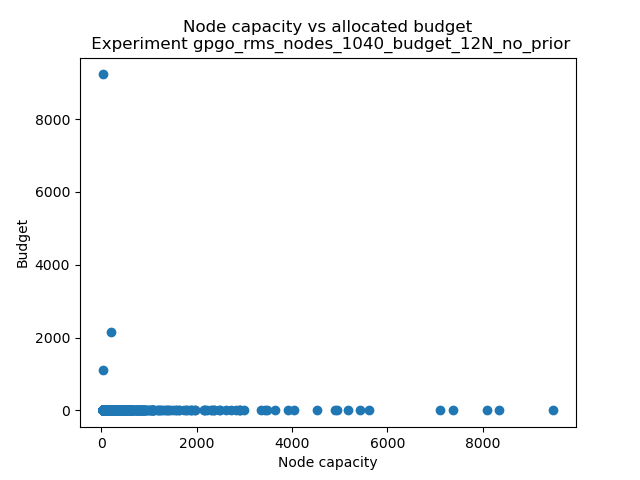 Node capacity vs allocated budget
Experiment gpgo_rms_nodes_1040_budget_12N_no_prior
8000
6000
4000
2000
0
Budget
0 2000 4000 6000 8000
Node capacity